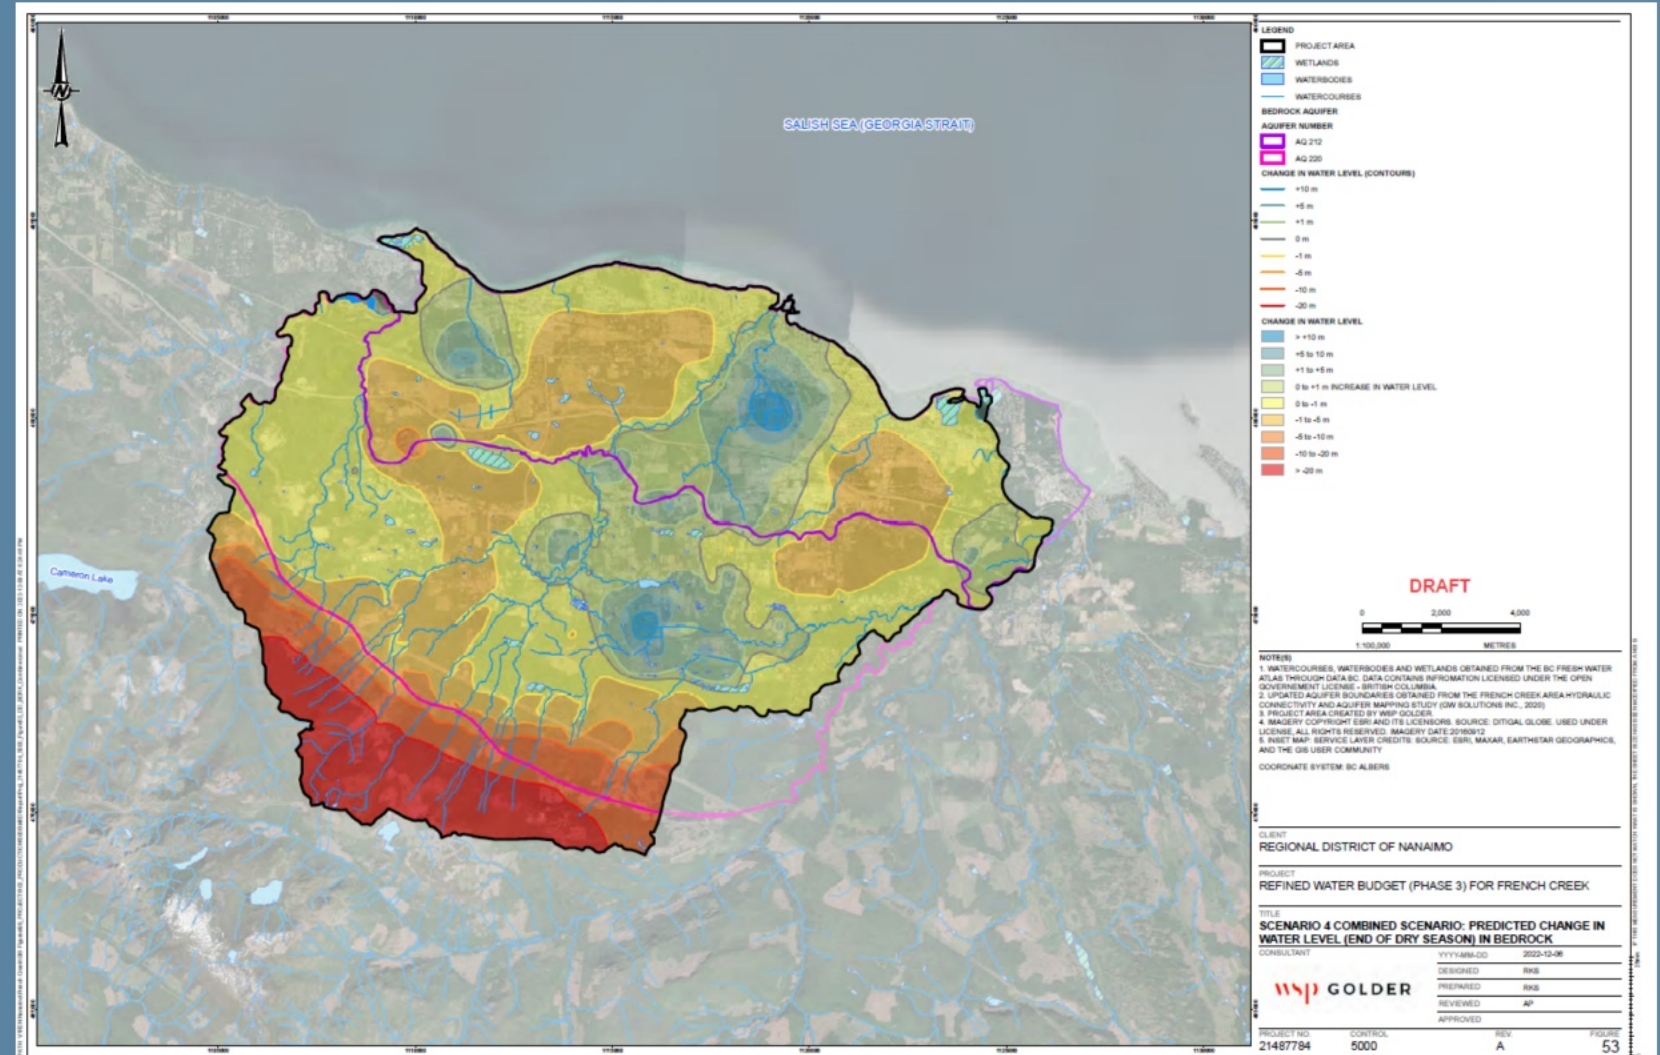 N
SALISH SEA (GEORGIA STRAIT)
Cameron Lake
LEGEND
PROJECT AREA
WETLANDS
WATERBODIES
WATERCOURSES
BEDROCK AQUIFER
AQUIFER NUMBER
AQ 212
AQ 220
CHANGE IN WATER LEVEL (CONTOURS)
+10 m
+5 m
+1 m
0 m
-1 m
-5 m
-10 m
-20 m
CHANGE IN WATER LEVEL
> +10 m
+5 to 10 m
+1 to +5 m
0 to +1 m INCREASE IN WATER LEVEL
0 to -1 m
-1 to -5 m
-5 to -10 m
-10 to -20 m
> -20 m
DRAFT
0 2,000 4,000
1:100,000 METRES
NOTE(S)
1. WATERCOURSES, WATERBODIES AND WETLANDS OBTAINED FROM THE BC FRESH WATER
ATLAS THROUGH DATA BC. DATA CONTAINS INFROMATION LICENSED UNDER THE OPEN
GOVERNEMENT LICENSE - BRITISH COLUMBIA.
2. UPDATED AQUIFER BOUNDARIES OBTAINED FROM THE FRENCH CREEK AREA HYDRAULIC
CONNECTIVITY AND AQUIFER MAPPING STUDY (GW SOLUTIONS INC., 2020)
3. PROJECT AREA CREATED BY WSP GOLDER.
4. IMAGERY COPYRIGHT ESRI AND ITS LICENSORS. SOURCE: DITIGAL GLOBE. USED UNDER
LICENSE, ALL RIGHTS RESERVED. IMAGERY DATE:20160912
5. INSET MAP: SERVICE LAYER CREDITS: SOURCE: ESRI, MAXAR, EARTHSTAR GEOGRAPHICS,
AND THE GIS USER COMMUNITY
COORDNATE SYSTEM: BC ALBERS
CLIENT
REGIONAL DISTRICT OF NANAIMO
PROJECT
REFINED WATER BUDGET (PHASE 3) FOR FRENCH CREEK
TITLE
SCENARIO 4 COMBINED SCENARIO: PREDICTED CHANGE IN
WATER LEVEL (END OF DRY SEASON) IN BEDROCK
CONSULTANT
wsp GOLDER
YYYY-MM-DD 2022-12-06
DESIGNED RKS
PREPARED RKS
REVIEWED AP
APPROVED
PROJECT NO. CONTROL REV. FIGURE
21487784 5000 A 53